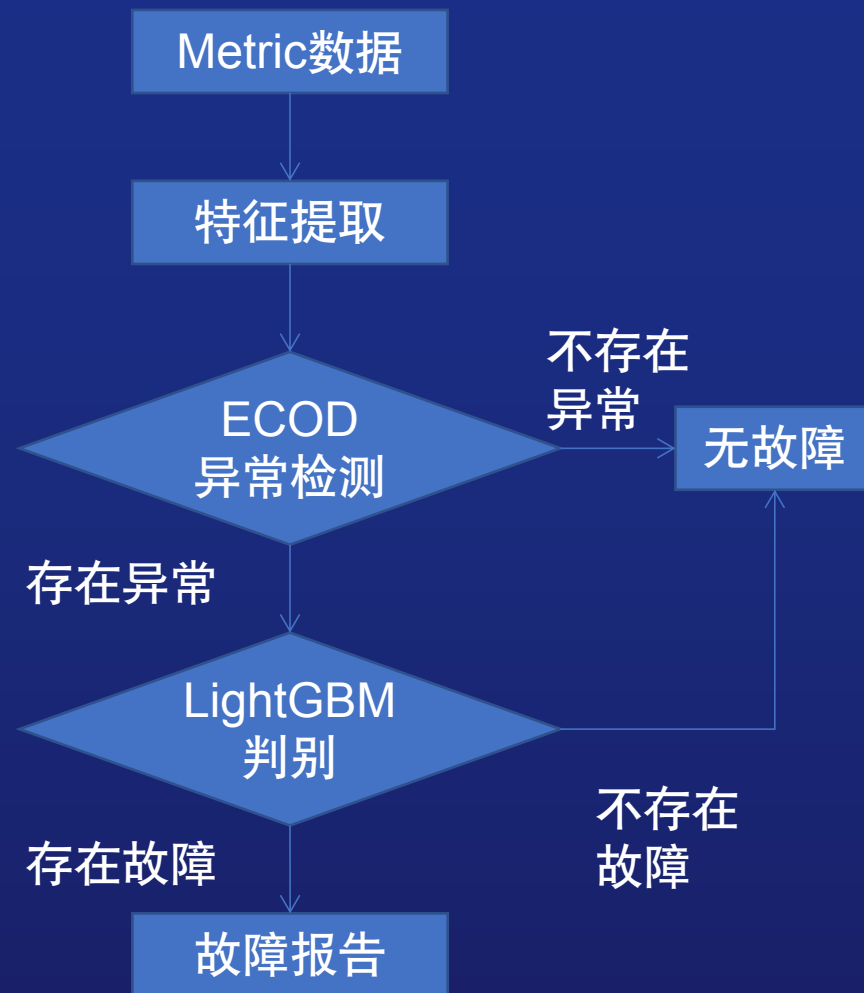 Metric数据
特征提取
不存在
异常
ECOD
异常检测
无故障
存在异常
LightGBM
判别
不存在
故障
存在故障
故障报告